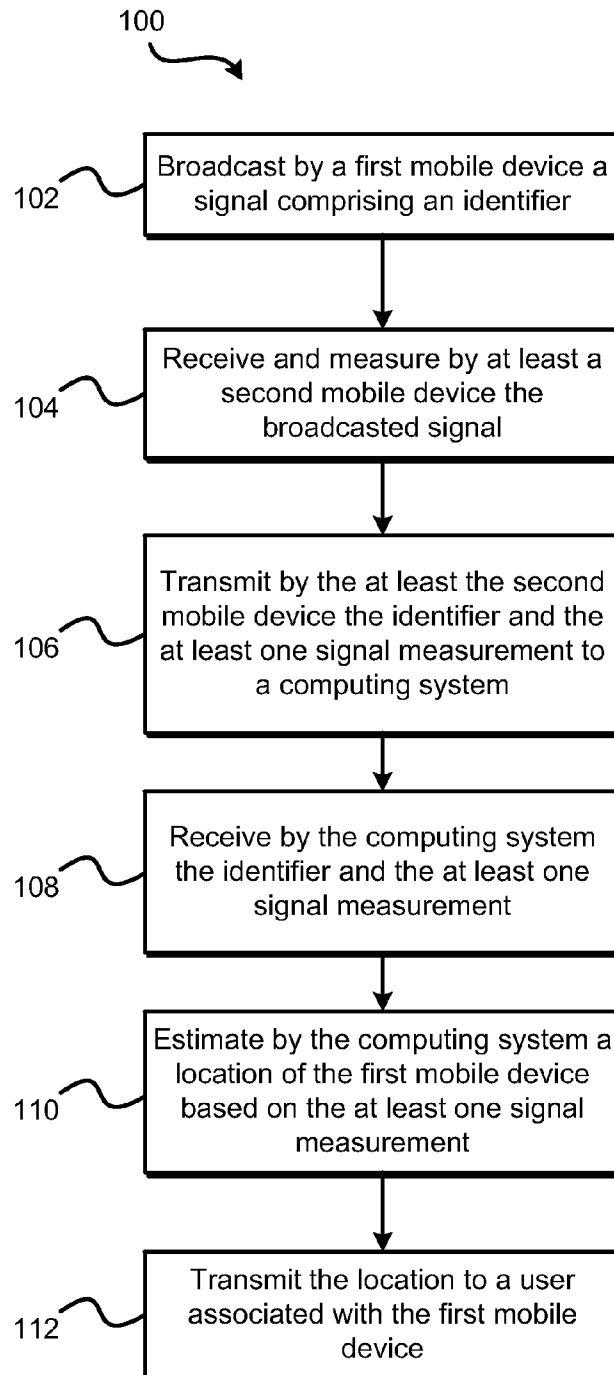 100
102
Broadcast by a first mobile device a
signal comprising an identifier
104
Receive and measure by at least a
second mobile device the
broadcasted signal
106
Transmit by the at least the second
mobile device the identifier and the
at least one signal measurement to
a computing system
108
Receive by the computing system
the identifier and the at least one
signal measurement
110
Estimate by the computing system a
location of the first mobile device
based on the at least one signal
measurement
112
Transmit the location to a user
associated with the first mobile
device